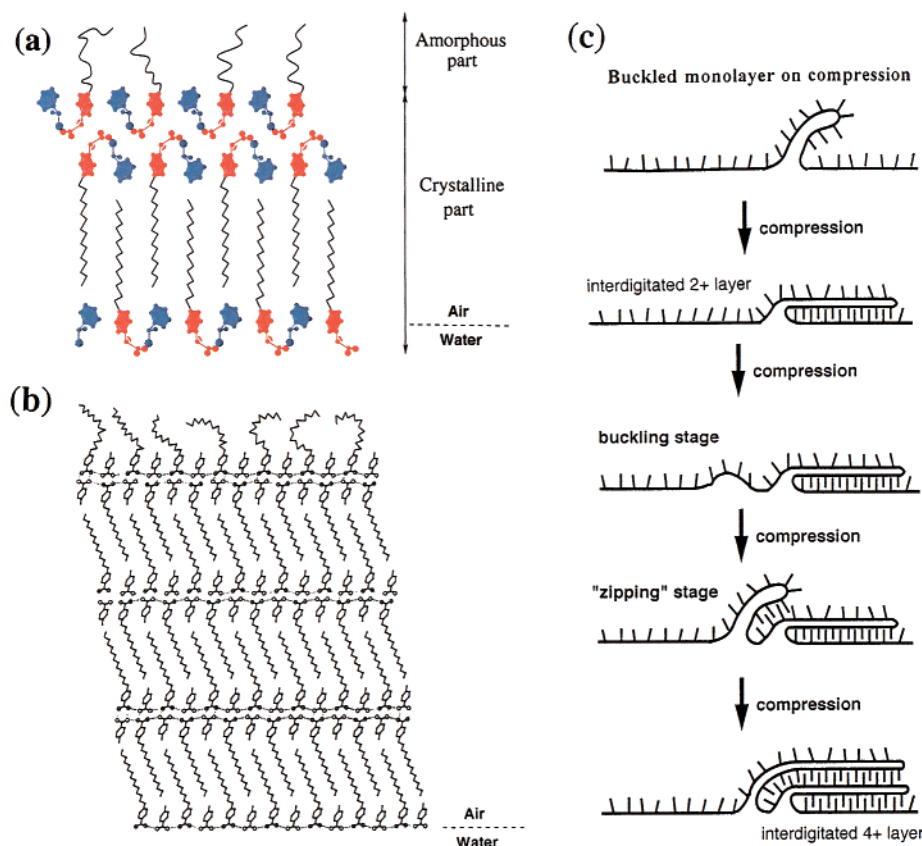 (a)
Amorphous
part
Crystalline
part
Air
Water
(b)
Air
Water
(c)
Buckled monolayer on compression
compression
interdigitated 2+ layer
compression
buckling stage
compression
"zipping" stage
compression
interdigitated 4+ layer